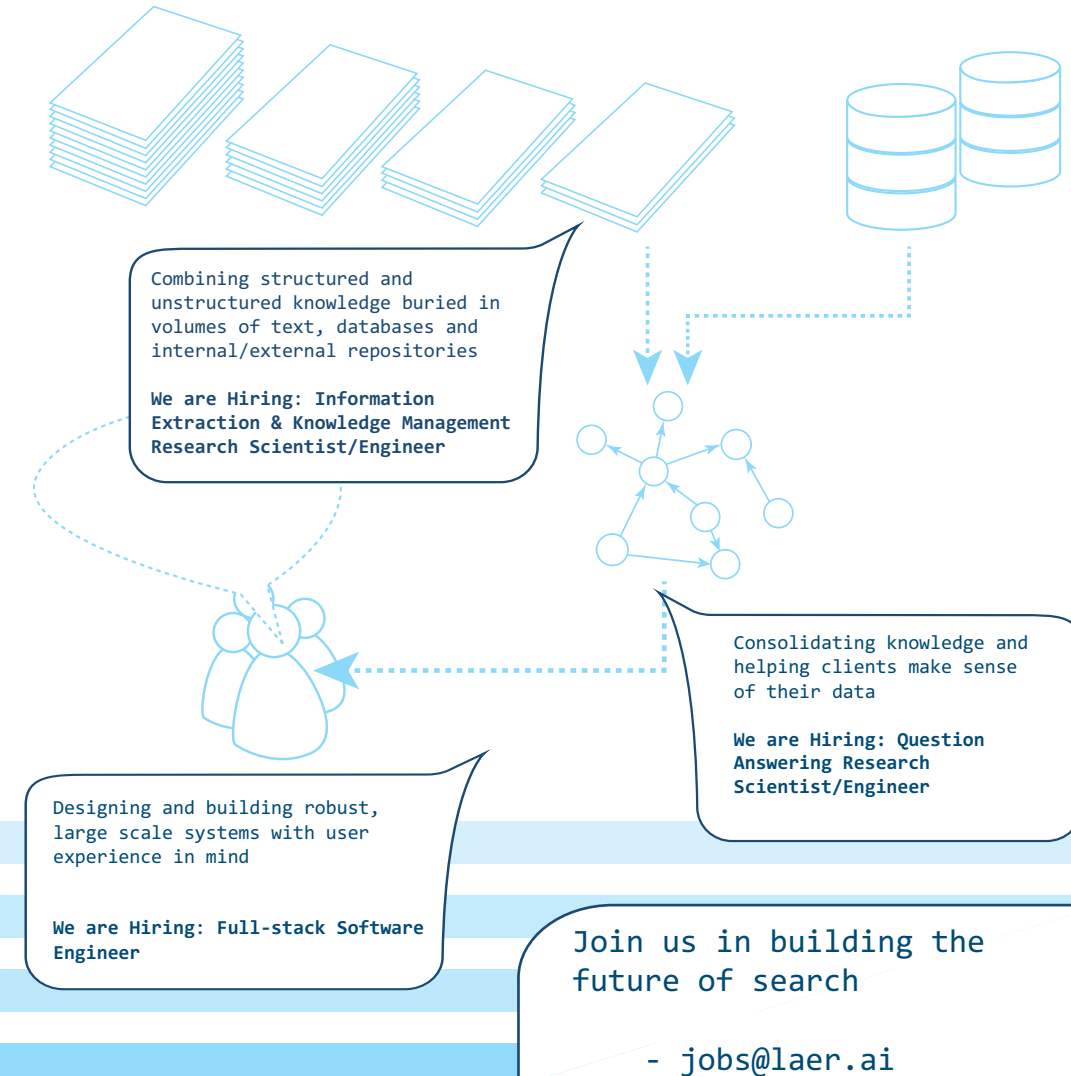 Combining structured and
unstructured knowledge buried in
volumes of text, databases and
internal/external repositories
We are Hiring: Information
Extraction & Knowledge Management
Research Scientist/Engineer
Consolidating knowledge and
helping clients make sense
of their data
We are Hiring: Question
Answering Research
Scientist/Engineer
Designing and building robust,
large scale systems with user
experience in mind
We are Hiring: Full-stack Software
Engineer
Join us in building the
future of search
- jobs@laer.ai